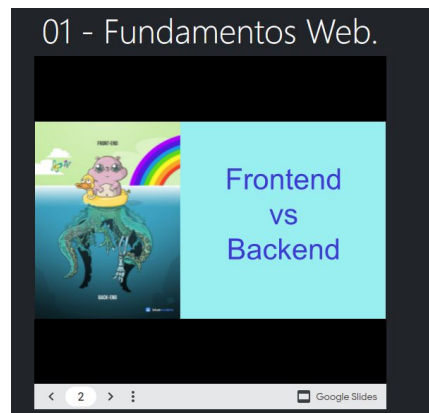 01 - Fundamentos Web.
FRONT-END
Frontend
vs
Backend
BACK-END
2
Google Slides